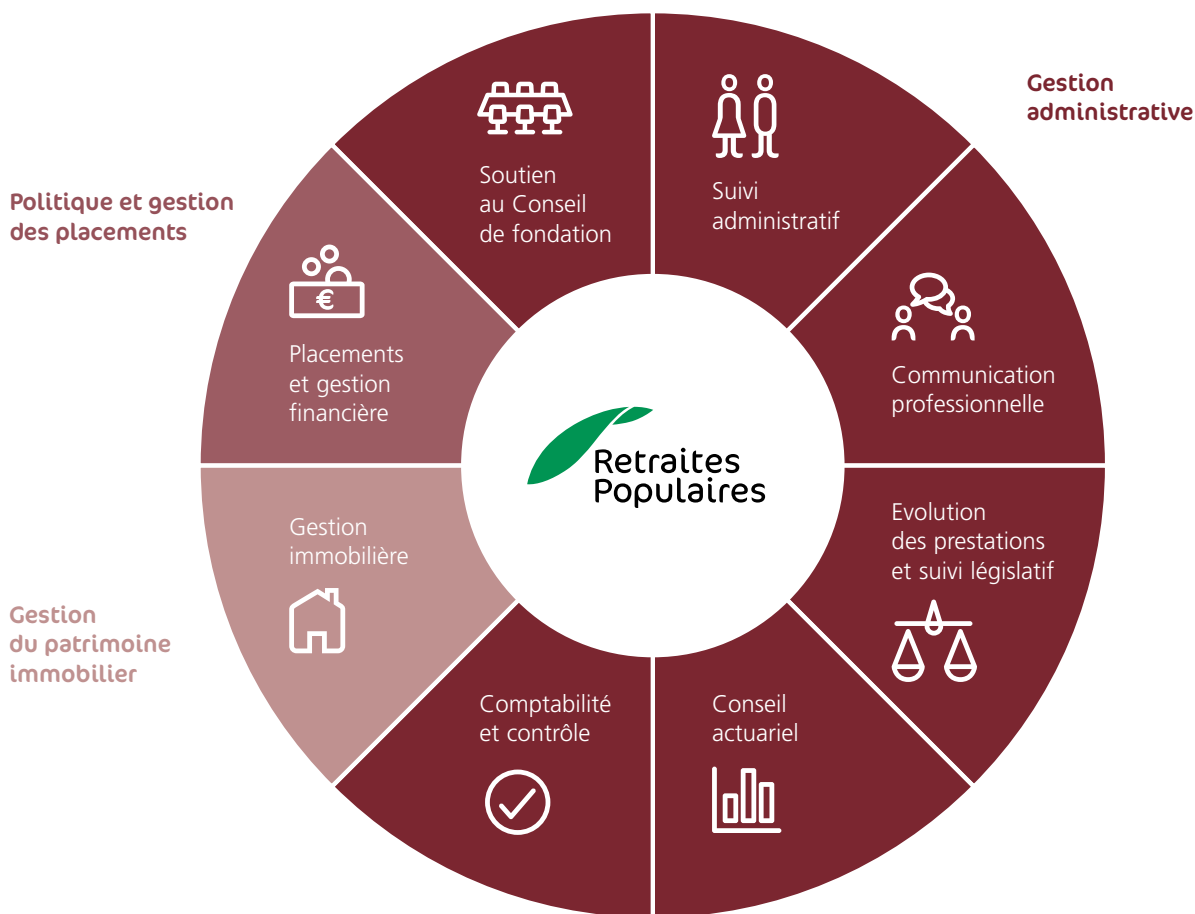 Gestion
administrative
Soutien
au Conseil
de fondation
Suivi
administratif
Politique et gestion
des placements
€
Placements
et gestion
financière
Communication
professionnelle
Retraites
Populaires
Gestion
immobilière
Evolution
des prestations
et suivi législatif
Gestion
du patrimoine
immobilier
Comptabilité
et contrôle
Conseil
actuariel